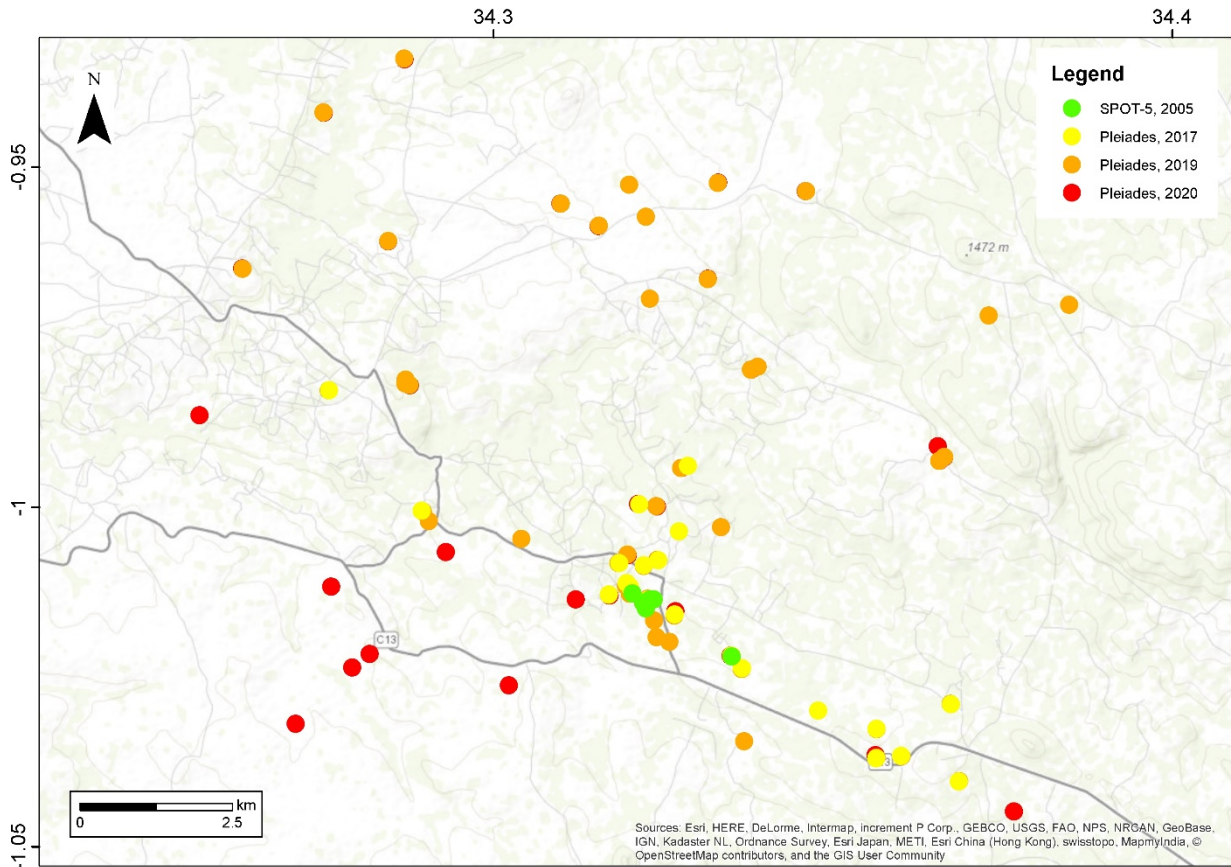 34.3
34.4
N
Legend
SPOT-5, 2005
Pleiades, 2017
Pleiades, 2019
Pleiades, 2020
-0.95
1472 m
-1
C13
km
0
2.5
-1.05
Sources: Esri, HERE, DeLorme, Intermap, increment P Corp., GEBCO, USGS, FAO, NPS, NRCAN, GeoBase,
IGN, Kadaster NL, Ordnance Survey, Esri Japan, METI, Esri China (Hong Kong), swisstopo, MapmyIndia, ©
OpenStreetMap contributors, and the GIS User Community